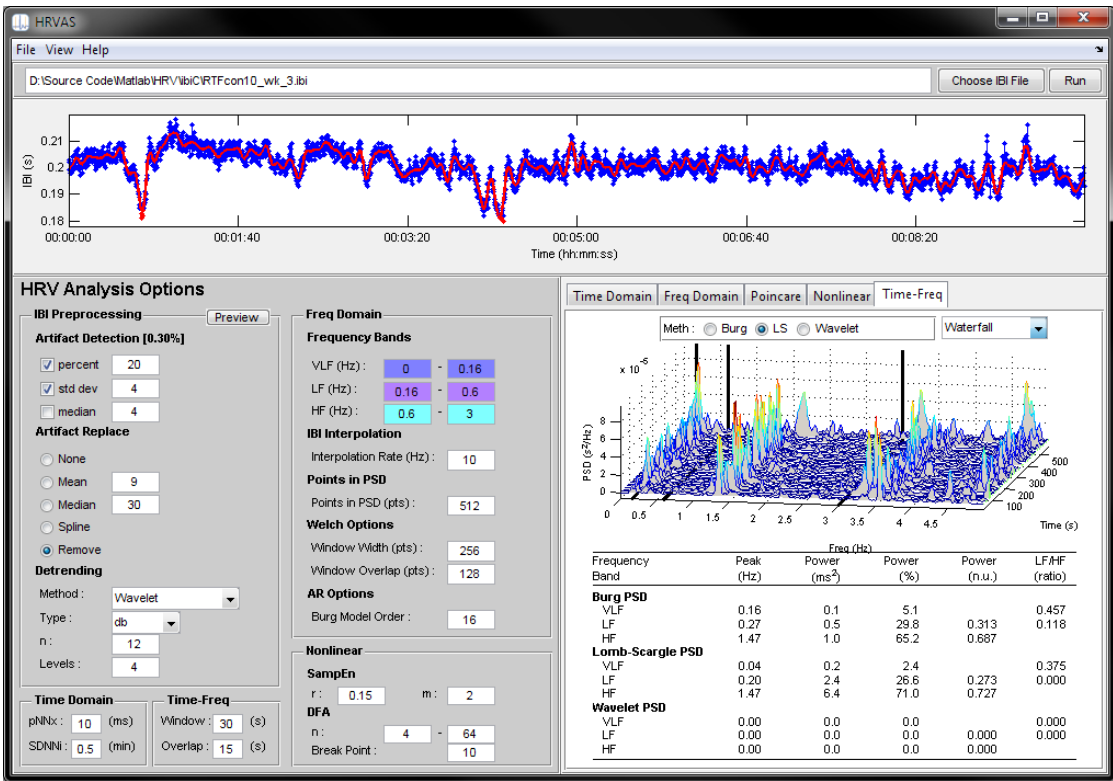 HRVAS
File View Help
D:\Source Code\Matlab\HRV\ibiC\RTFcon10_wk_3.ibi
Choose IBI File
Run
IBI (s)
0.21
0.2
0.19
0.18
00:00:00 00:01:40 00:03:20 00:05:00 00:06:40 00:08:20
Time (hh:mm:ss)
HRV Analysis Options
IBI Preprocessing
Preview
Artifact Detection [0.30%]
percent 20
std dev 4
median 4
Artifact Replace
None
Mean 9
Median 30
Spline
Remove
Detrending
Method : Wavelet
Type : db
n : 12
Levels : 4
Time Domain
pNNx : 10 (ms)
SDNNi : 0.5 (min)
Time-Freq
Window : 30 (s)
Overlap : 15 (s)
Freq Domain
Frequency Bands
VLF (Hz) : 0 - 0.16
LF (Hz) : 0.16 - 0.6
HF (Hz) : 0.6 - 3
IBI Interpolation
Interpolation Rate (Hz) : 10
Points in PSD
Points in PSD (pts) : 512
Welch Options
Window Width (pts) : 256
Window Overlap (pts) : 128
AR Options
Burg Model Order : 16
Nonlinear
SampEn
r : 0.15 m : 2
DFA
n : 4 - 64
Break Point : 10
Time Domain Freq Domain Poincare Nonlinear Time-Freq
Meth : Burg LS Wavelet
Waterfall
x 10⁻⁵
PSD (s²/Hz)
8
6
4
2
0
0 0.5 1 1.5 2 2.5 3 3.5 4 4.5
Freq (Hz)
100
200
300
400
500
Time (s)
Frequency Peak Power Power Power LF/HF
Band (Hz) (ms²) (%) (n.u.) (ratio)
Burg PSD
VLF 0.16 0.1 5.1 0.457
LF 0.27 0.5 29.8 0.313 0.118
HF 1.47 1.0 65.2 0.687
Lomb-Scargle PSD
VLF 0.04 0.2 2.4 0.375
LF 0.20 2.4 26.6 0.273 0.000
HF 1.47 6.4 71.0 0.727
Wavelet PSD
VLF 0.00 0.0 0.0 0.000
LF 0.00 0.0 0.0 0.000 0.000
HF 0.00 0.0 0.0 0.000